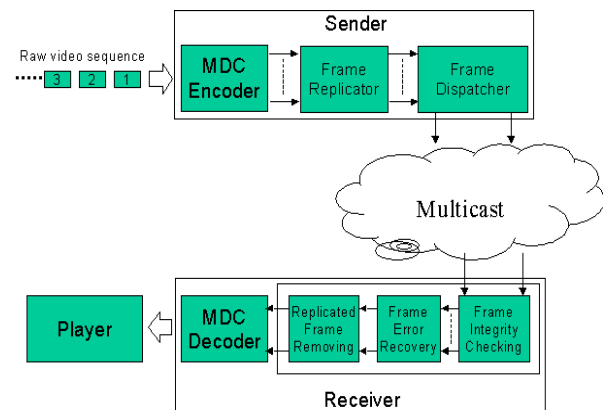 Sender
Raw video sequence
3 2 1
MDC
Encoder
Frame
Replicator
Frame
Dispatcher
Multicast
Player
MDC
Decoder
Replicated
Frame
Removing
Frame
Error
Recovery
Frame
Integrity
Checking
Receiver